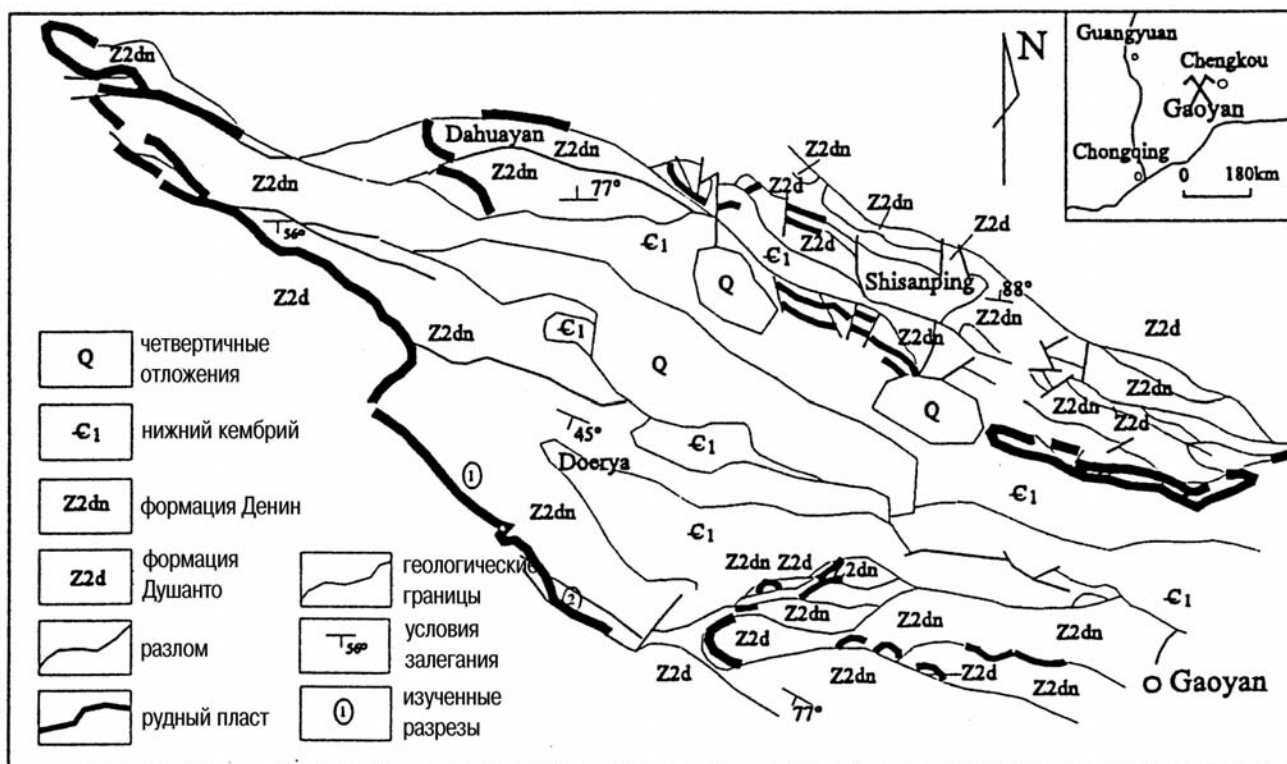 Z2dn
Dahuayan
Z2dn
Z2dn
Z2dn
77°
56°
Z2d
Z2dn
Z2d
Z2dn
Z2d
Z2d
Є1
Є1
Shisanping
Q
88°
Z2dn
Z2dn
Z2d
Z2dn
Є1
Q
Z2dn
Q
Z2dn
Z2d
45°
Doerya
Є1
1
Z2dn
Є1
Є1
Z2dn
Z2d
Z2dn
Є1
2
Z2dn
Z2dn
Z2dn
Z2d
Z2d
Z2dn
Z2d
Z2dn
77°
Gaoyan
N
Guangyuan
Chengkou
Gaoyan
Chongqing
0 180km
Q четвертичные
отложения
Є1 нижний кембрий
Z2dn формация Денин
Z2d формация
Душанто
разлом
рудный пласт
геологические
границы
56° условия
залегания
1 изученные
разрезы